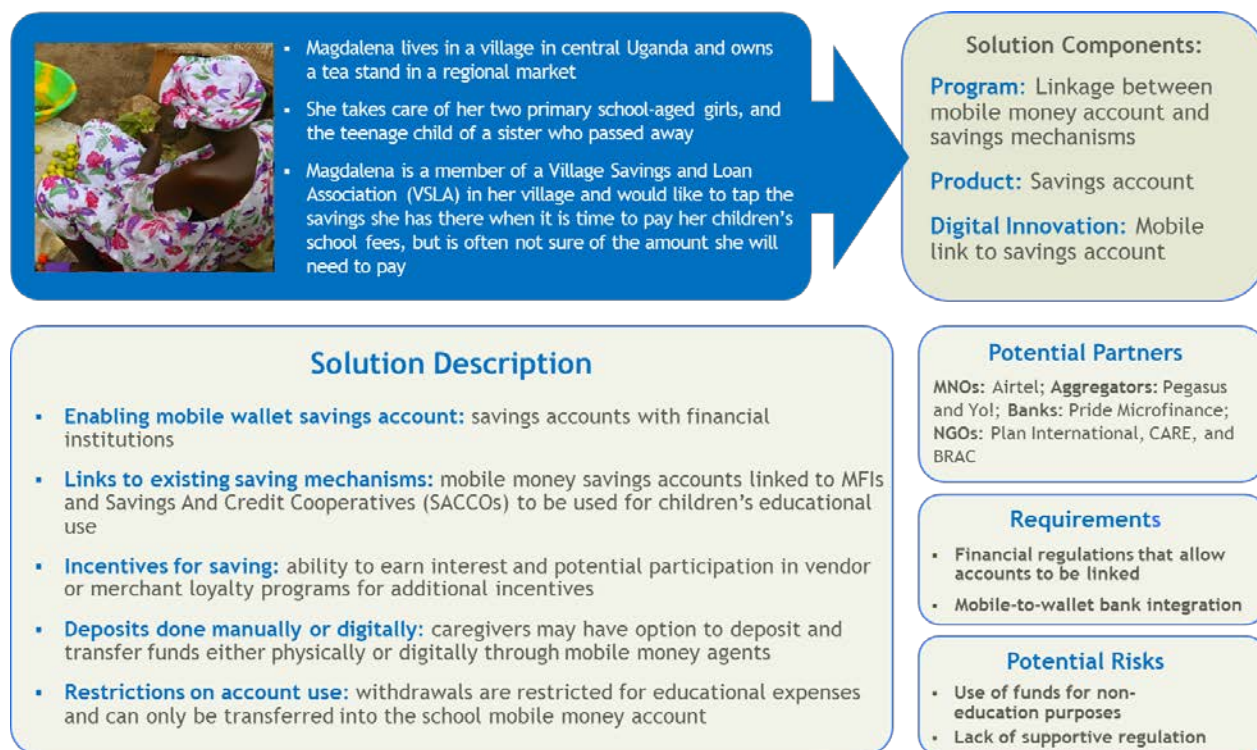 ▪ Magdalena lives in a village in central Uganda and owns
a tea stand in a regional market
▪ She takes care of her two primary school-aged girls, and
the teenage child of a sister who passed away
▪ Magdalena is a member of a Village Savings and Loan
Association (VSLA) in her village and would like to tap the
savings she has there when it is time to pay her children's
school fees, but is often not sure of the amount she will
need to pay
Solution Components:
Program: Linkage between
mobile money account and
savings mechanisms
Product: Savings account
Digital Innovation: Mobile
link to savings account
Solution Description
▪ Enabling mobile wallet savings account: savings accounts with financial
institutions
▪ Links to existing saving mechanisms: mobile money savings accounts linked to MFIs
and Savings And Credit Cooperatives (SACCOs) to be used for children's educational
use
▪ Incentives for saving: ability to earn interest and potential participation in vendor
or merchant loyalty programs for additional incentives
▪ Deposits done manually or digitally: caregivers may have option to deposit and
transfer funds either physically or digitally through mobile money agents
▪ Restrictions on account use: withdrawals are restricted for educational expenses
and can only be transferred into the school mobile money account
Potential Partners
MNOs: Airtel; Aggregators: Pegasus
and Yo!; Banks: Pride Microfinance;
NGOs: Plan International, CARE, and
BRAC
Requirements
▪ Financial regulations that allow
accounts to be linked
▪ Mobile-to-wallet bank integration
Potential Risks
▪ Use of funds for non-
education purposes
▪ Lack of supportive regulation